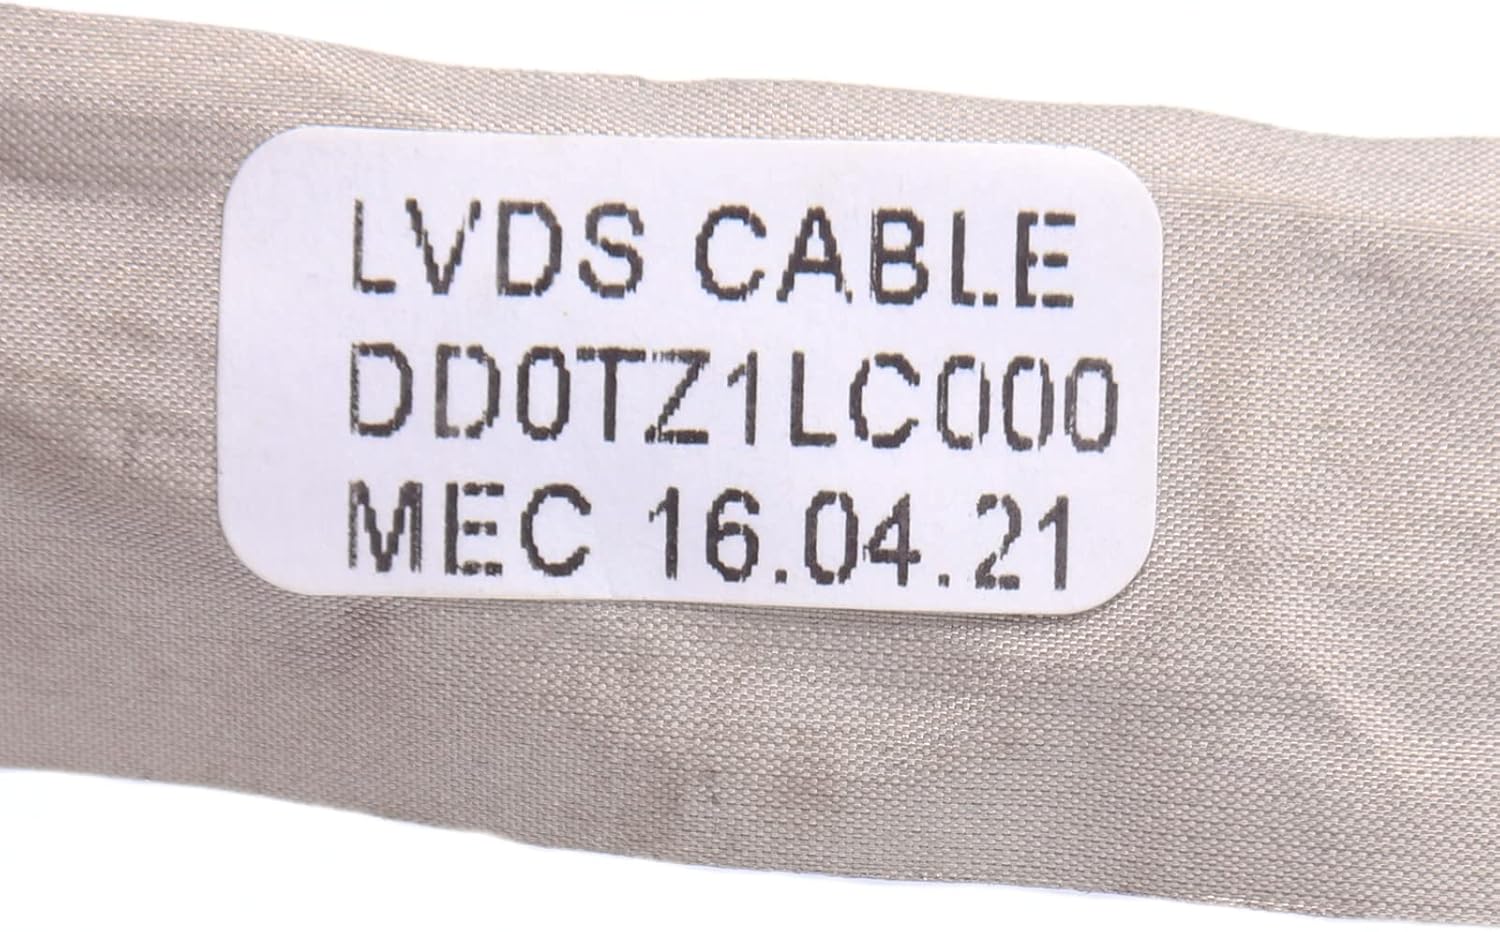 LVDS CABLE
DD0TZ1LC000
MEC 16.04.21